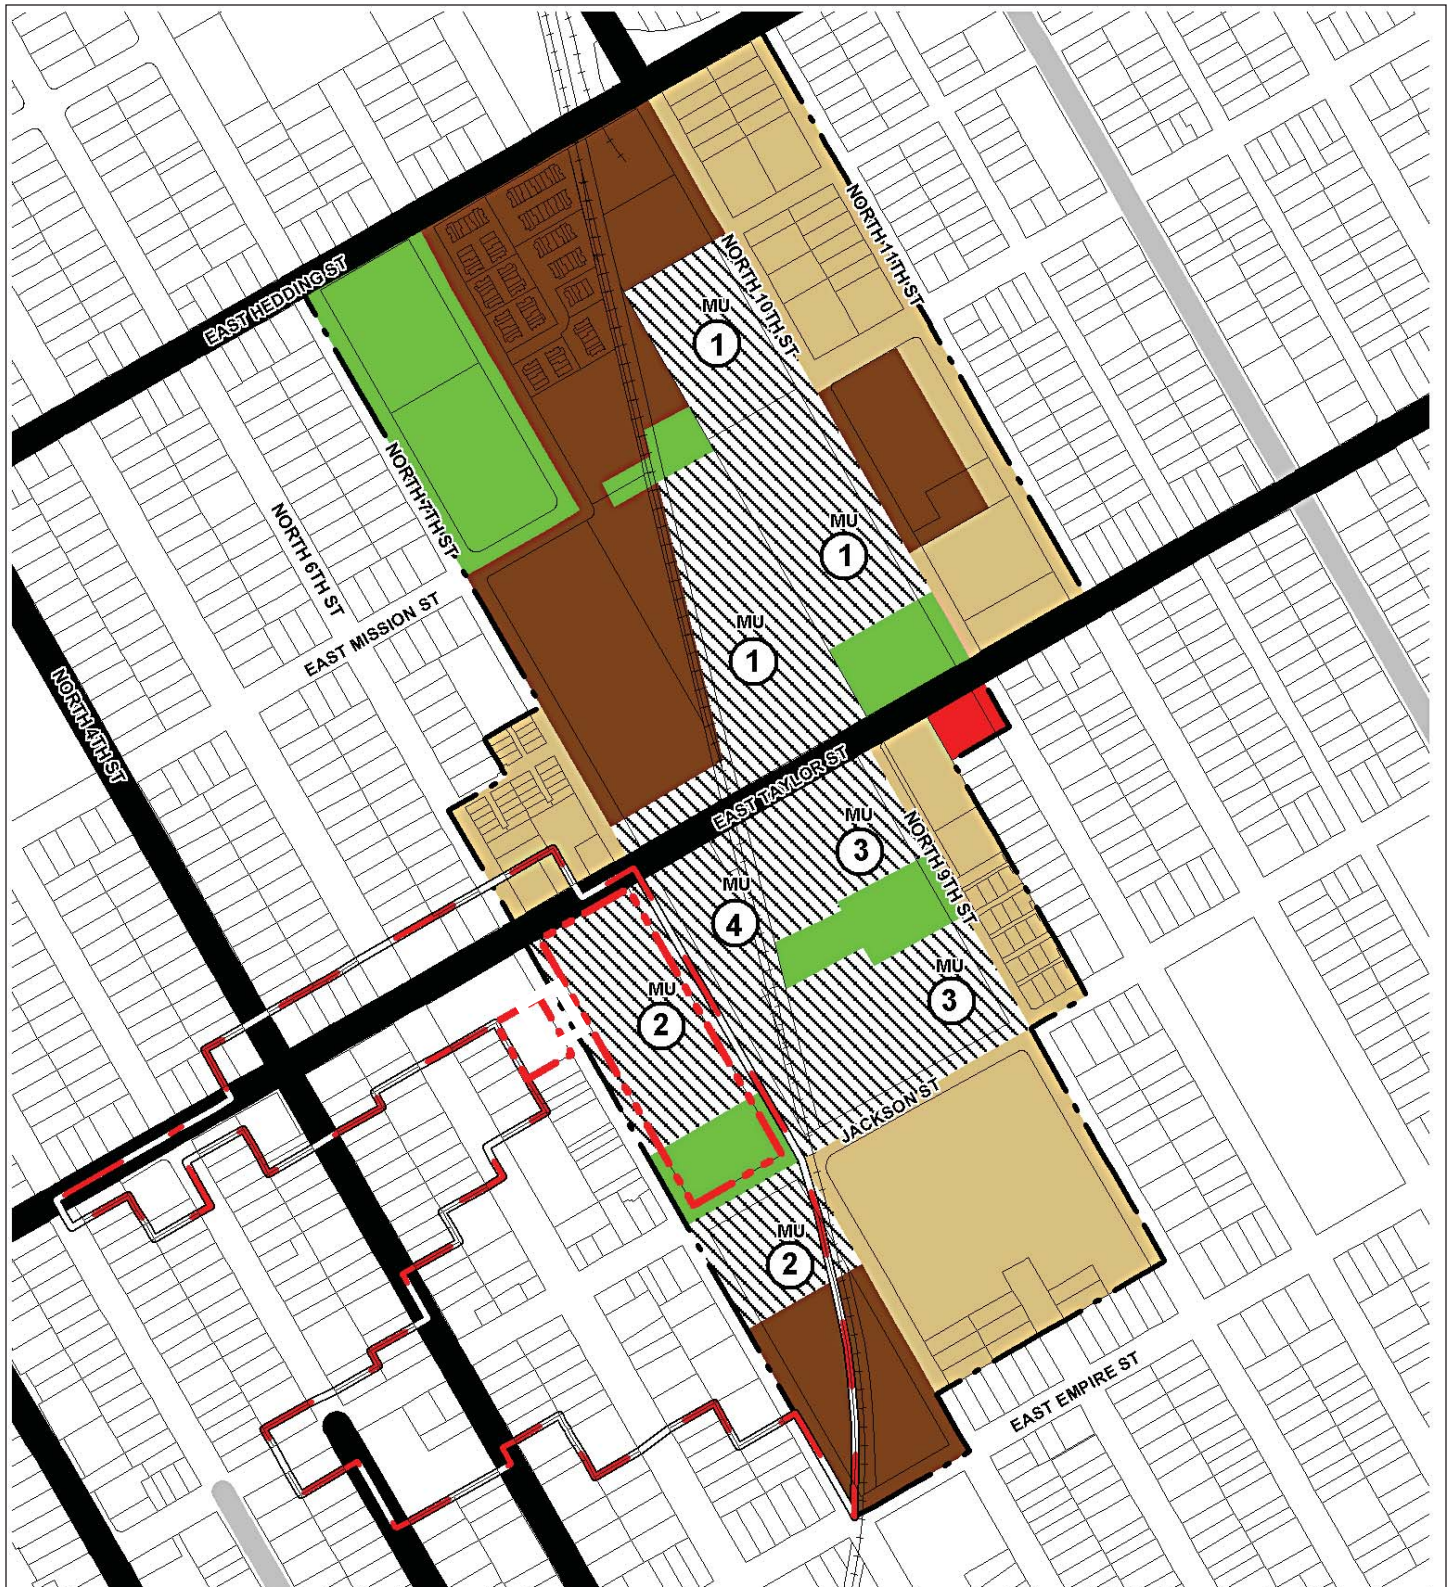 EAST HEDDING ST
NORTH 11TH ST
NORTH 10TH ST
MU
1
NORTH 7TH ST
NORTH 6TH ST
MU
1
EAST MISSION ST
MU
1
NORTH 4TH ST
EAST TAYLOR ST
MU
3
NORTH 9TH ST
MU
4
MU
3
MU
2
JACKSON ST
MU
2
EAST EMPIRE ST